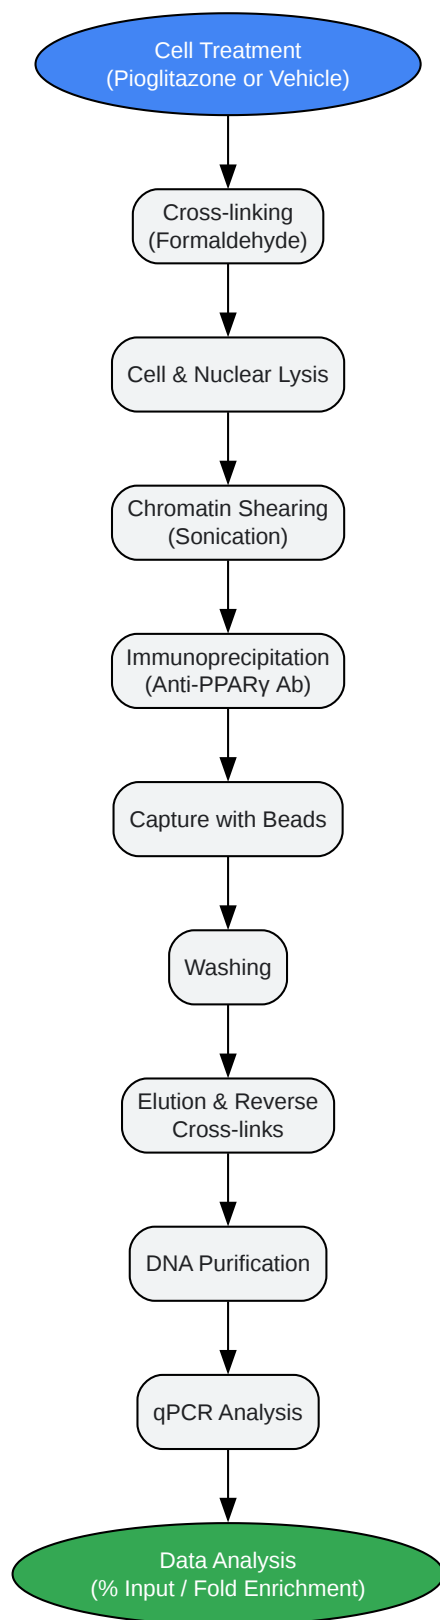 Cell Treatment
(Pioglitazone or Vehicle)
Cross-linking
(Formaldehyde)
Cell & Nuclear Lysis
Chromatin Shearing
(Sonication)
Immunoprecipitation
(Anti-PPARγ Ab)
Capture with Beads
Washing
Elution & Reverse
Cross-links
DNA Purification
qPCR Analysis
Data Analysis
(% Input / Fold Enrichment)